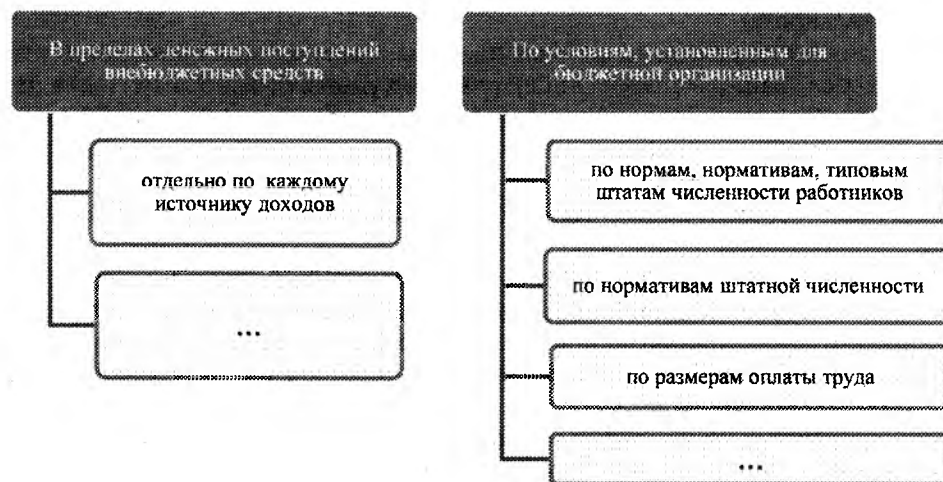 В пределах денежных поступлений
внебюджетных средств
отдельно по каждому
источнику доходов
...
По условиям, установленным для
бюджетной организации
по нормам, нормативам, типовым
штатам численности работников
по нормативам штатной численности
по размерам оплаты труда
...